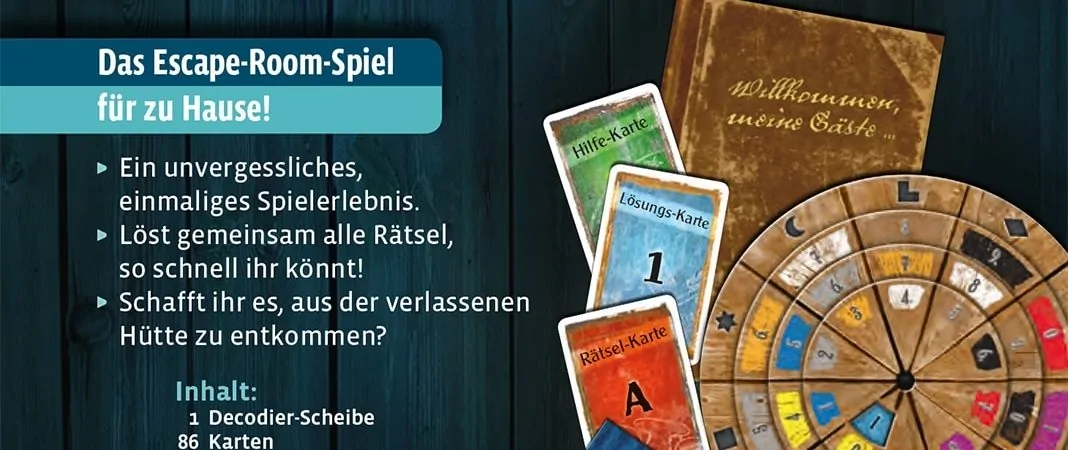 Das Escape-Room-Spiel
für zu Hause!
Ein unvergessliches,
einmaliges Spielerlebnis.
Löst gemeinsam alle Rätsel,
so schnell ihr könnt!
Schafft ihr es, aus der verlassenen
Hütte zu entkommen?
Inhalt:
1 Decodier-Scheibe
86 Karten
Willkommen,
meine Gäste ...
Hilfe-Karte
Lösungs-Karte
1
Rätsel-Karte
A